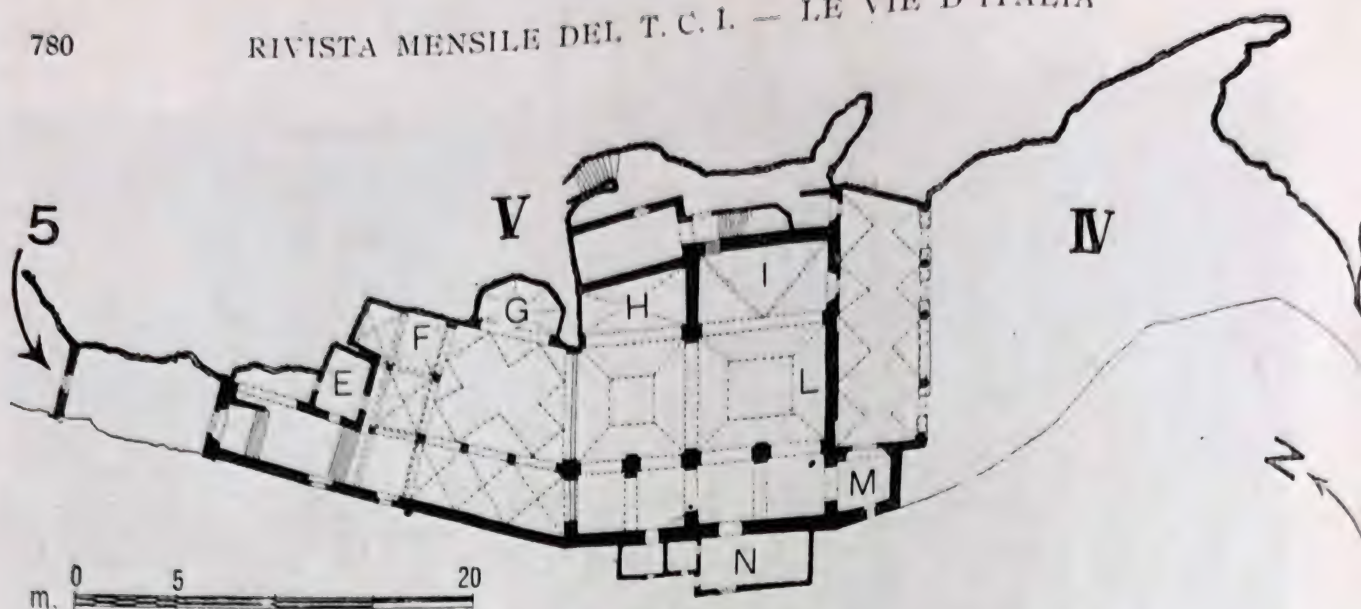 780
RIVISTA MENSILE DEL T. C. I. — LE VIE D'ITALIA
V
IV
5
G
F
H
I
E
L
M
N
N
m. 0 5 20